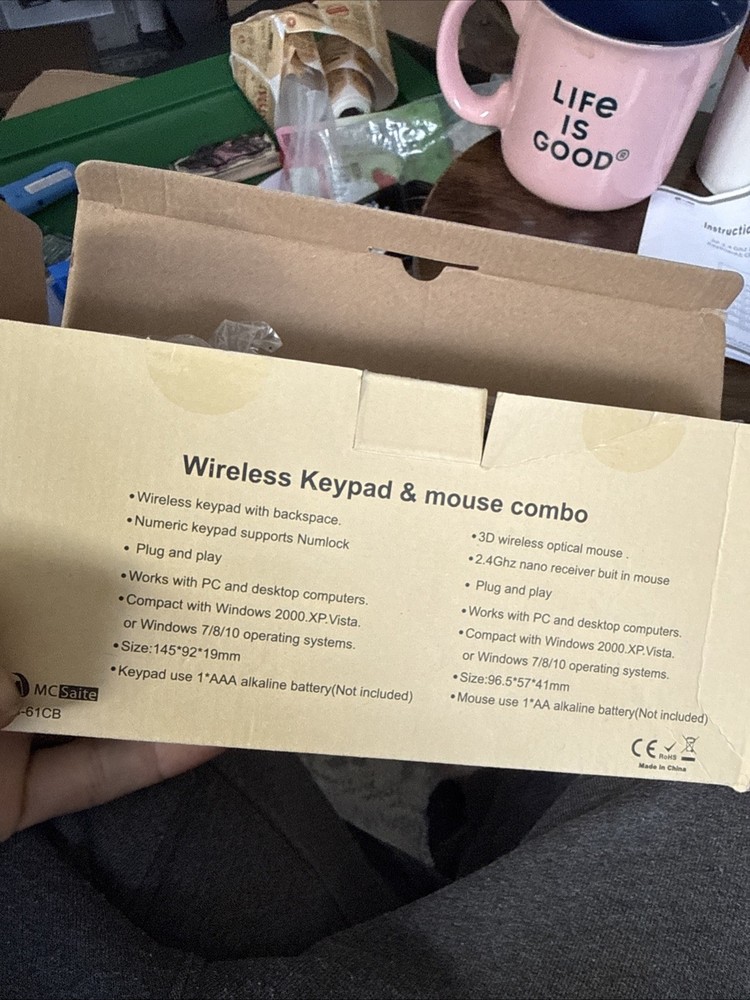 LIFe
IS
GOOD®
Instructio
Wireless Keypad & mouse combo
•Wireless keypad with backspace.
•Numeric keypad supports Numlock
• Plug and play
•Works with PC and desktop computers.
•Compact with Windows 2000.XP.Vista.
or Windows 7/8/10 operating systems.
•Size:145*92*19mm
•Keypad use 1*AAA alkaline battery(Not included)
•3D wireless optical mouse .
•2.4Ghz nano receiver buit in mouse
• Plug and play
•Works with PC and desktop computers.
•Compact with Windows 2000.XP.Vista.
or Windows 7/8/10 operating systems.
•Size:96.5*57*41mm
•Mouse use 1*AA alkaline battery(Not included)
MCSaite
-61CB
CE RoHS
Made in China